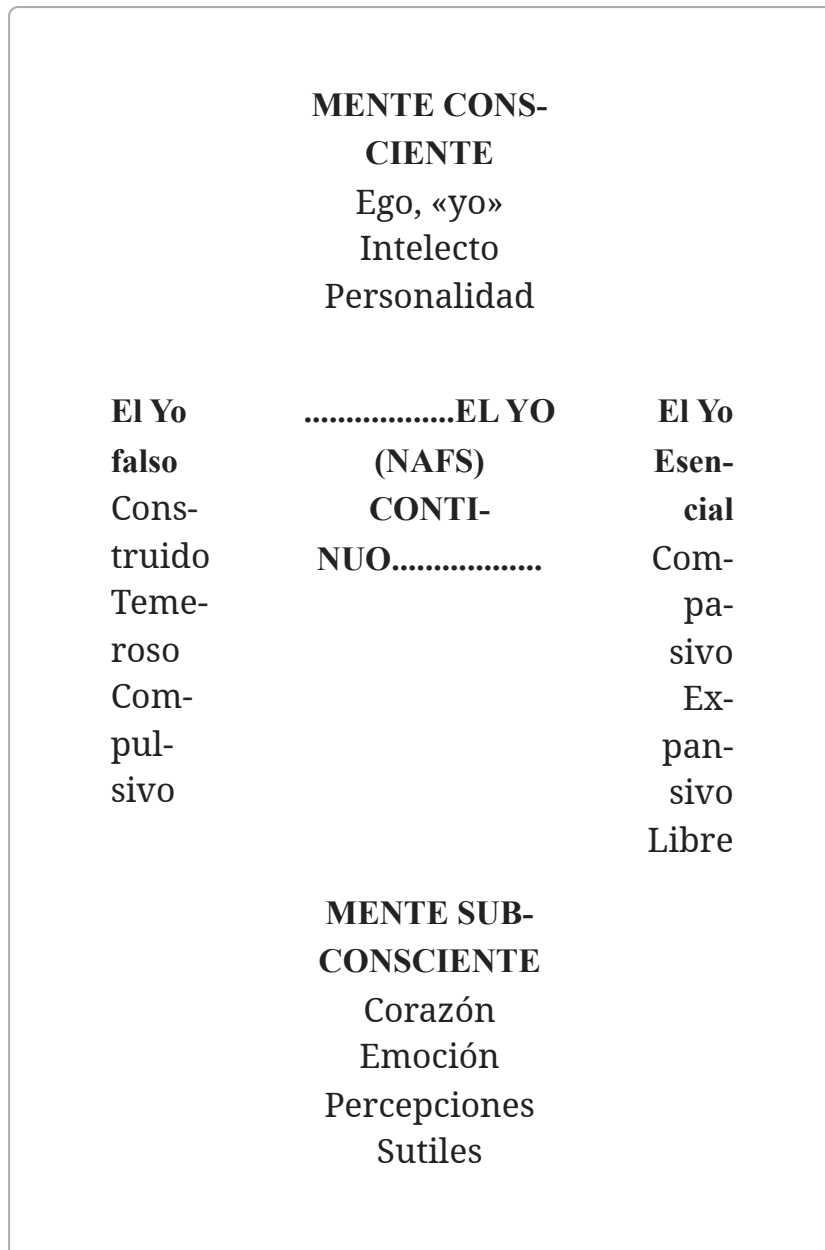 MENTE CONS-
CIENTE
Ego, «yo»
Intelecto
Personalidad
El Yo
falso
Cons-
truido
Teme-
roso
Com-
pul-
sivo
..................EL YO
(NAFS)
CONTI-
NUO..................
El Yo
Esen-
cial
Com-
pa-
sivo
Ex-
pan-
sivo
Libre
MENTE SUB-
CONSCIENTE
Corazón
Emoción
Percepciones
Sutiles